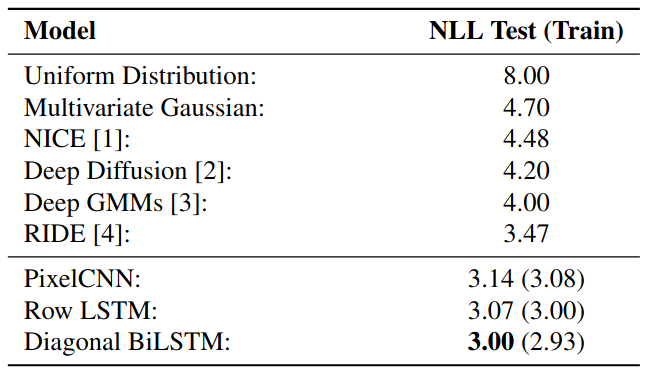 Model NLL Test (Train)
Uniform Distribution: 8.00
Multivariate Gaussian: 4.70
NICE [1]: 4.48
Deep Diffusion [2]: 4.20
Deep GMMs [3]: 4.00
RIDE [4]: 3.47
PixelCNN: 3.14 (3.08)
Row LSTM: 3.07 (3.00)
Diagonal BiLSTM: 3.00 (2.93)